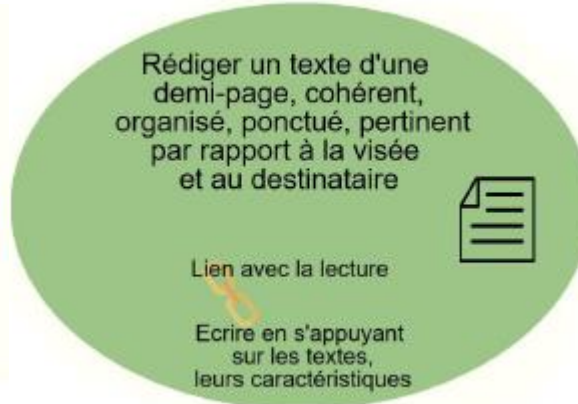 Rédiger un texte d'une
demi-page, cohérent,
organisé, ponctué, pertinent
par rapport à la visée
et au destinataire
Lien avec la lecture
Ecrire en s'appuyant
sur les textes,
leurs caractéristiques